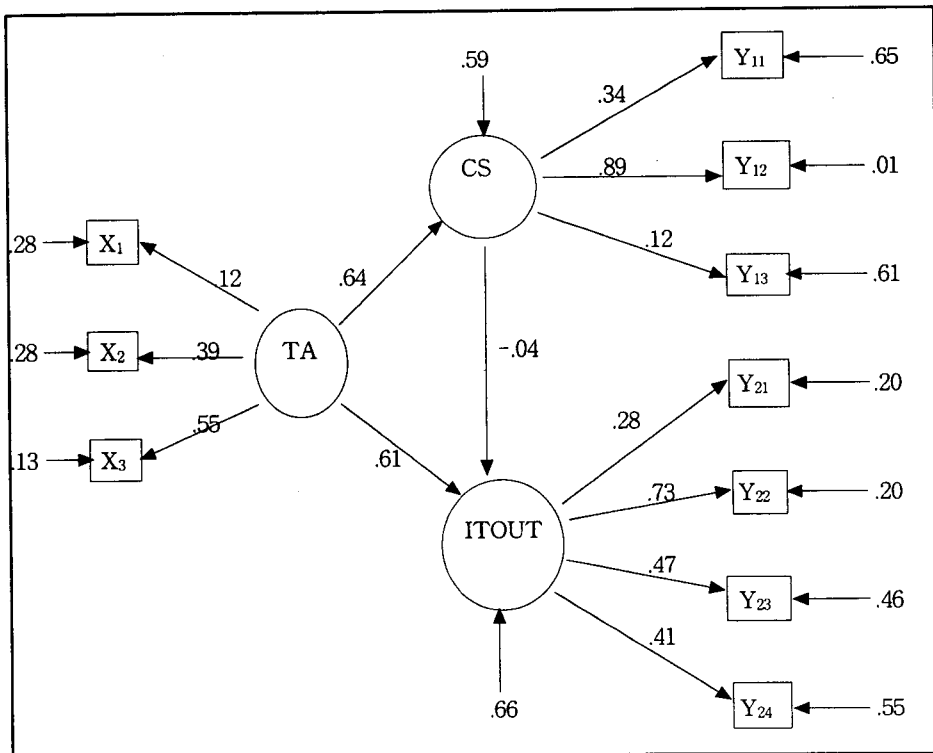 .59
Y₁₁
.65
.34
CS
.89
Y₁₂
.01
.28
X₁
.12
.12
Y₁₃
.61
.64
.28
X₂
.39
TA
-.04
Y₂₁
.20
.28
.55
.13
X₃
.61
.73
Y₂₂
.20
ITOUT
.47
Y₂₃
.46
.41
.66
Y₂₄
.55